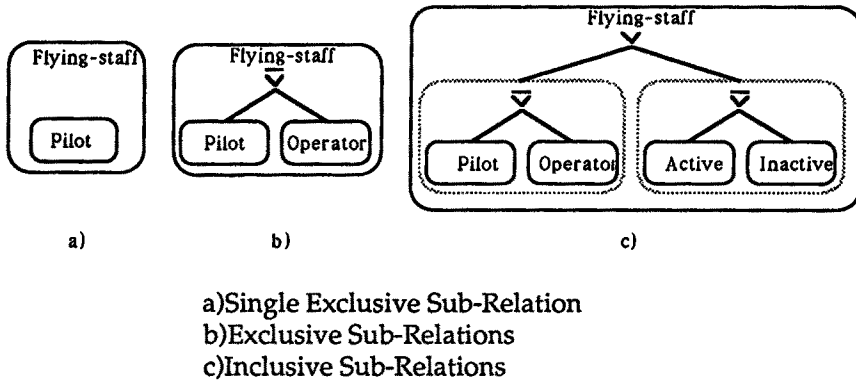 Flying-staff
Pilot
a)
Flying-staff
Pilot Operator
b)
Flying-staff
Pilot Operator Active Inactive
c)
a)Single Exclusive Sub-Relation
b)Exclusive Sub-Relations
c)Inclusive Sub-Relations